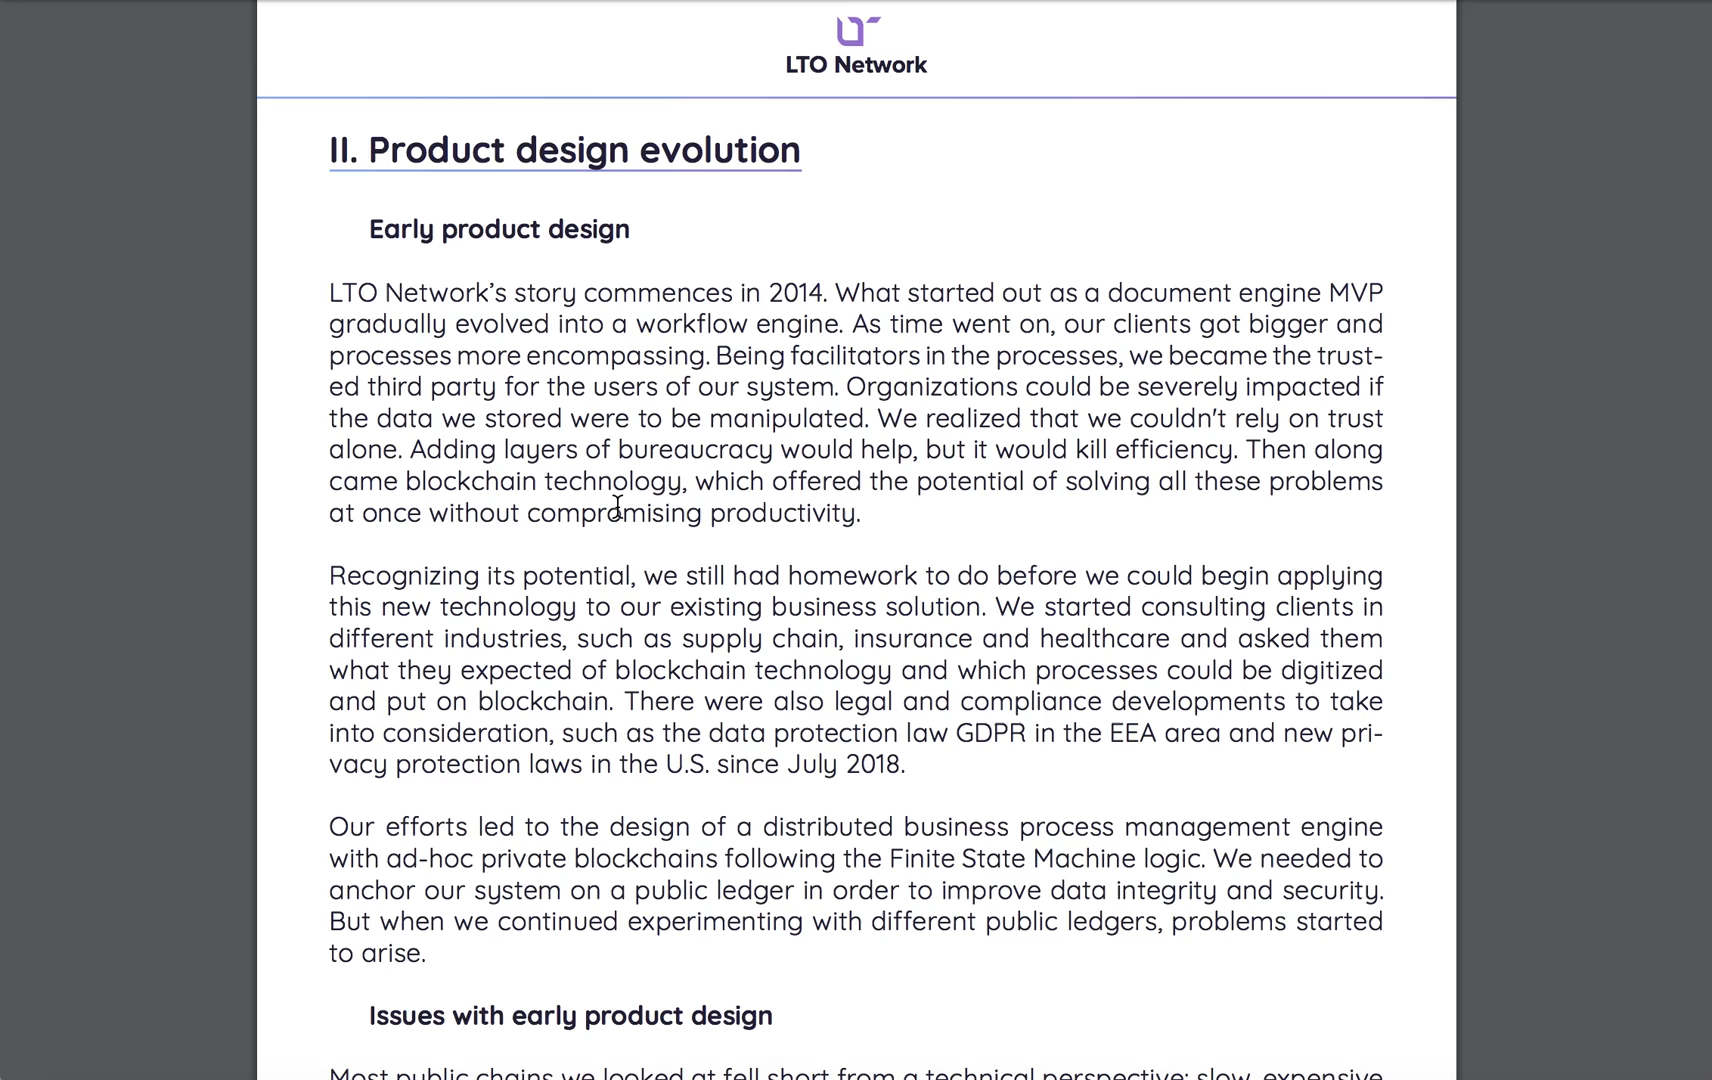 LTO Network
II. Product design evolution
Early product design
LTO Network’s story commences in 2014. What started out as a document engine MVP
gradually evolved into a workflow engine. As time went on, our clients got bigger and
processes more encompassing. Being facilitators in the processes, we became the trust-
ed third party for the users of our system. Organizations could be severely impacted if
the data we stored were to be manipulated. We realized that we couldn't rely on trust
alone. Adding layers of bureaucracy would help, but it would kill efficiency. Then along
came blockchain technology, which offered the potential of solving all these problems
at once without compromising productivity.
Recognizing its potential, we still had homework to do before we could begin applying
this new technology to our existing business solution. We started consulting clients in
different industries, such as supply chain, insurance and healthcare and asked them
what they expected of blockchain technology and which processes could be digitized
and put on blockchain. There were also legal and compliance developments to take
into consideration, such as the data protection law GDPR in the EEA area and new pri-
vacy protection laws in the U.S. since July 2018.
Our efforts led to the design of a distributed business process management engine
with ad-hoc private blockchains following the Finite State Machine logic. We needed to
anchor our system on a public ledger in order to improve data integrity and security.
But when we continued experimenting with different public ledgers, problems started
to arise.
Issues with early product design
Most public chains we looked at fell short from a technical perspective: slow, expensive